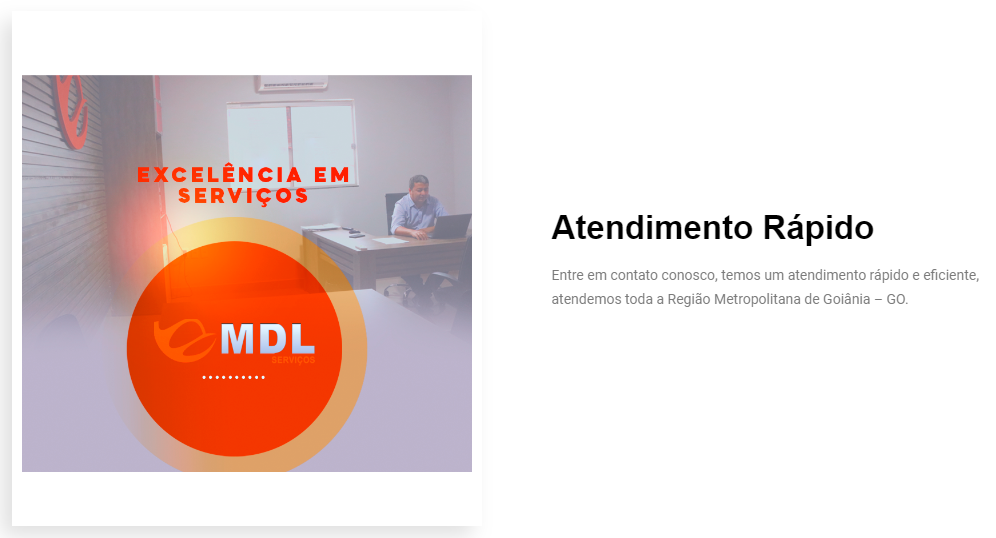 EXCELÊNCIA EM
SERVIÇOS
MDL
SERVIÇOS
Atendimento Rápido
Entre em contato conosco, temos um atendimento rápido e eficiente,
atendemos toda a Região Metropolitana de Goiânia – GO.